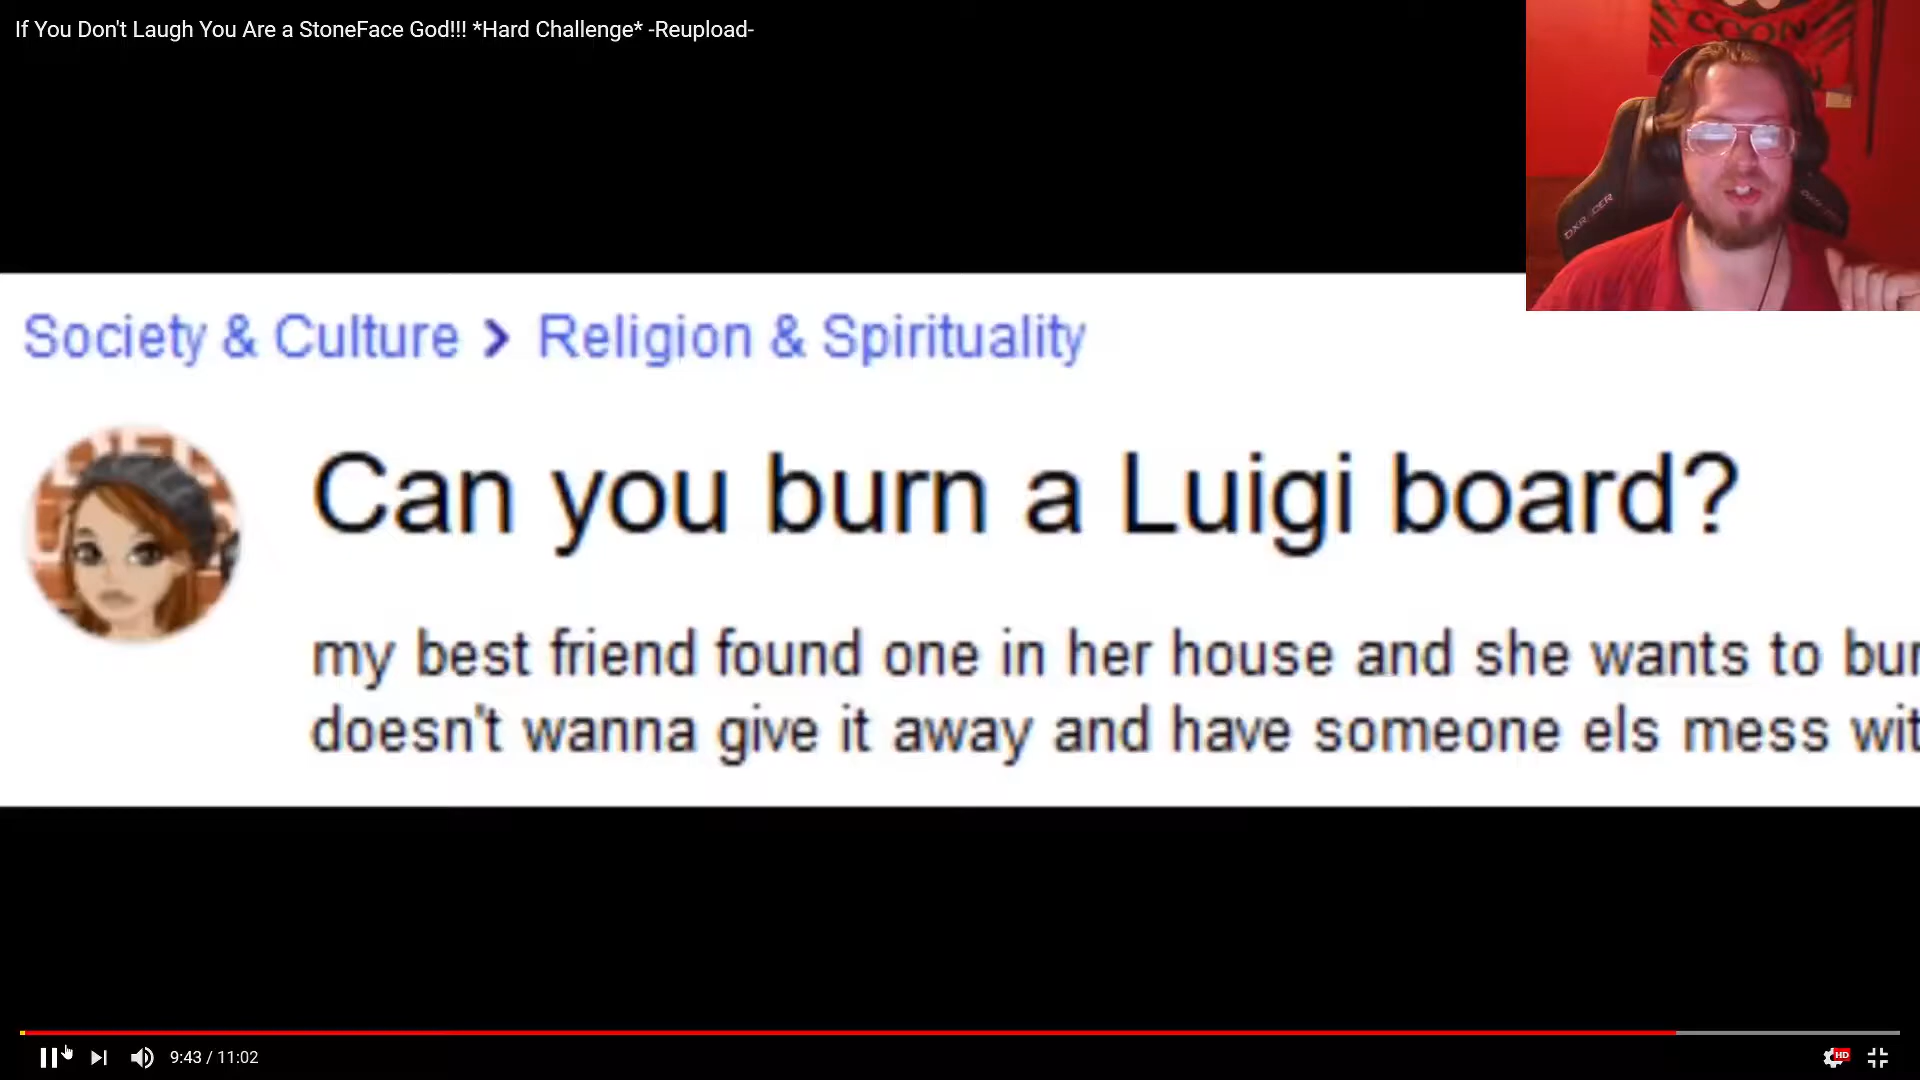 If You Don't Laugh You Are a StoneFace God!!! *Hard Challenge* -Reupload-
COON
Society & Culture > Religion & Spirituality
Can you burn a Luigi board?
my best friend found one in her house and she wants to bur
doesn't wanna give it away and have someone els mess wit
9:43 / 11:02
HD